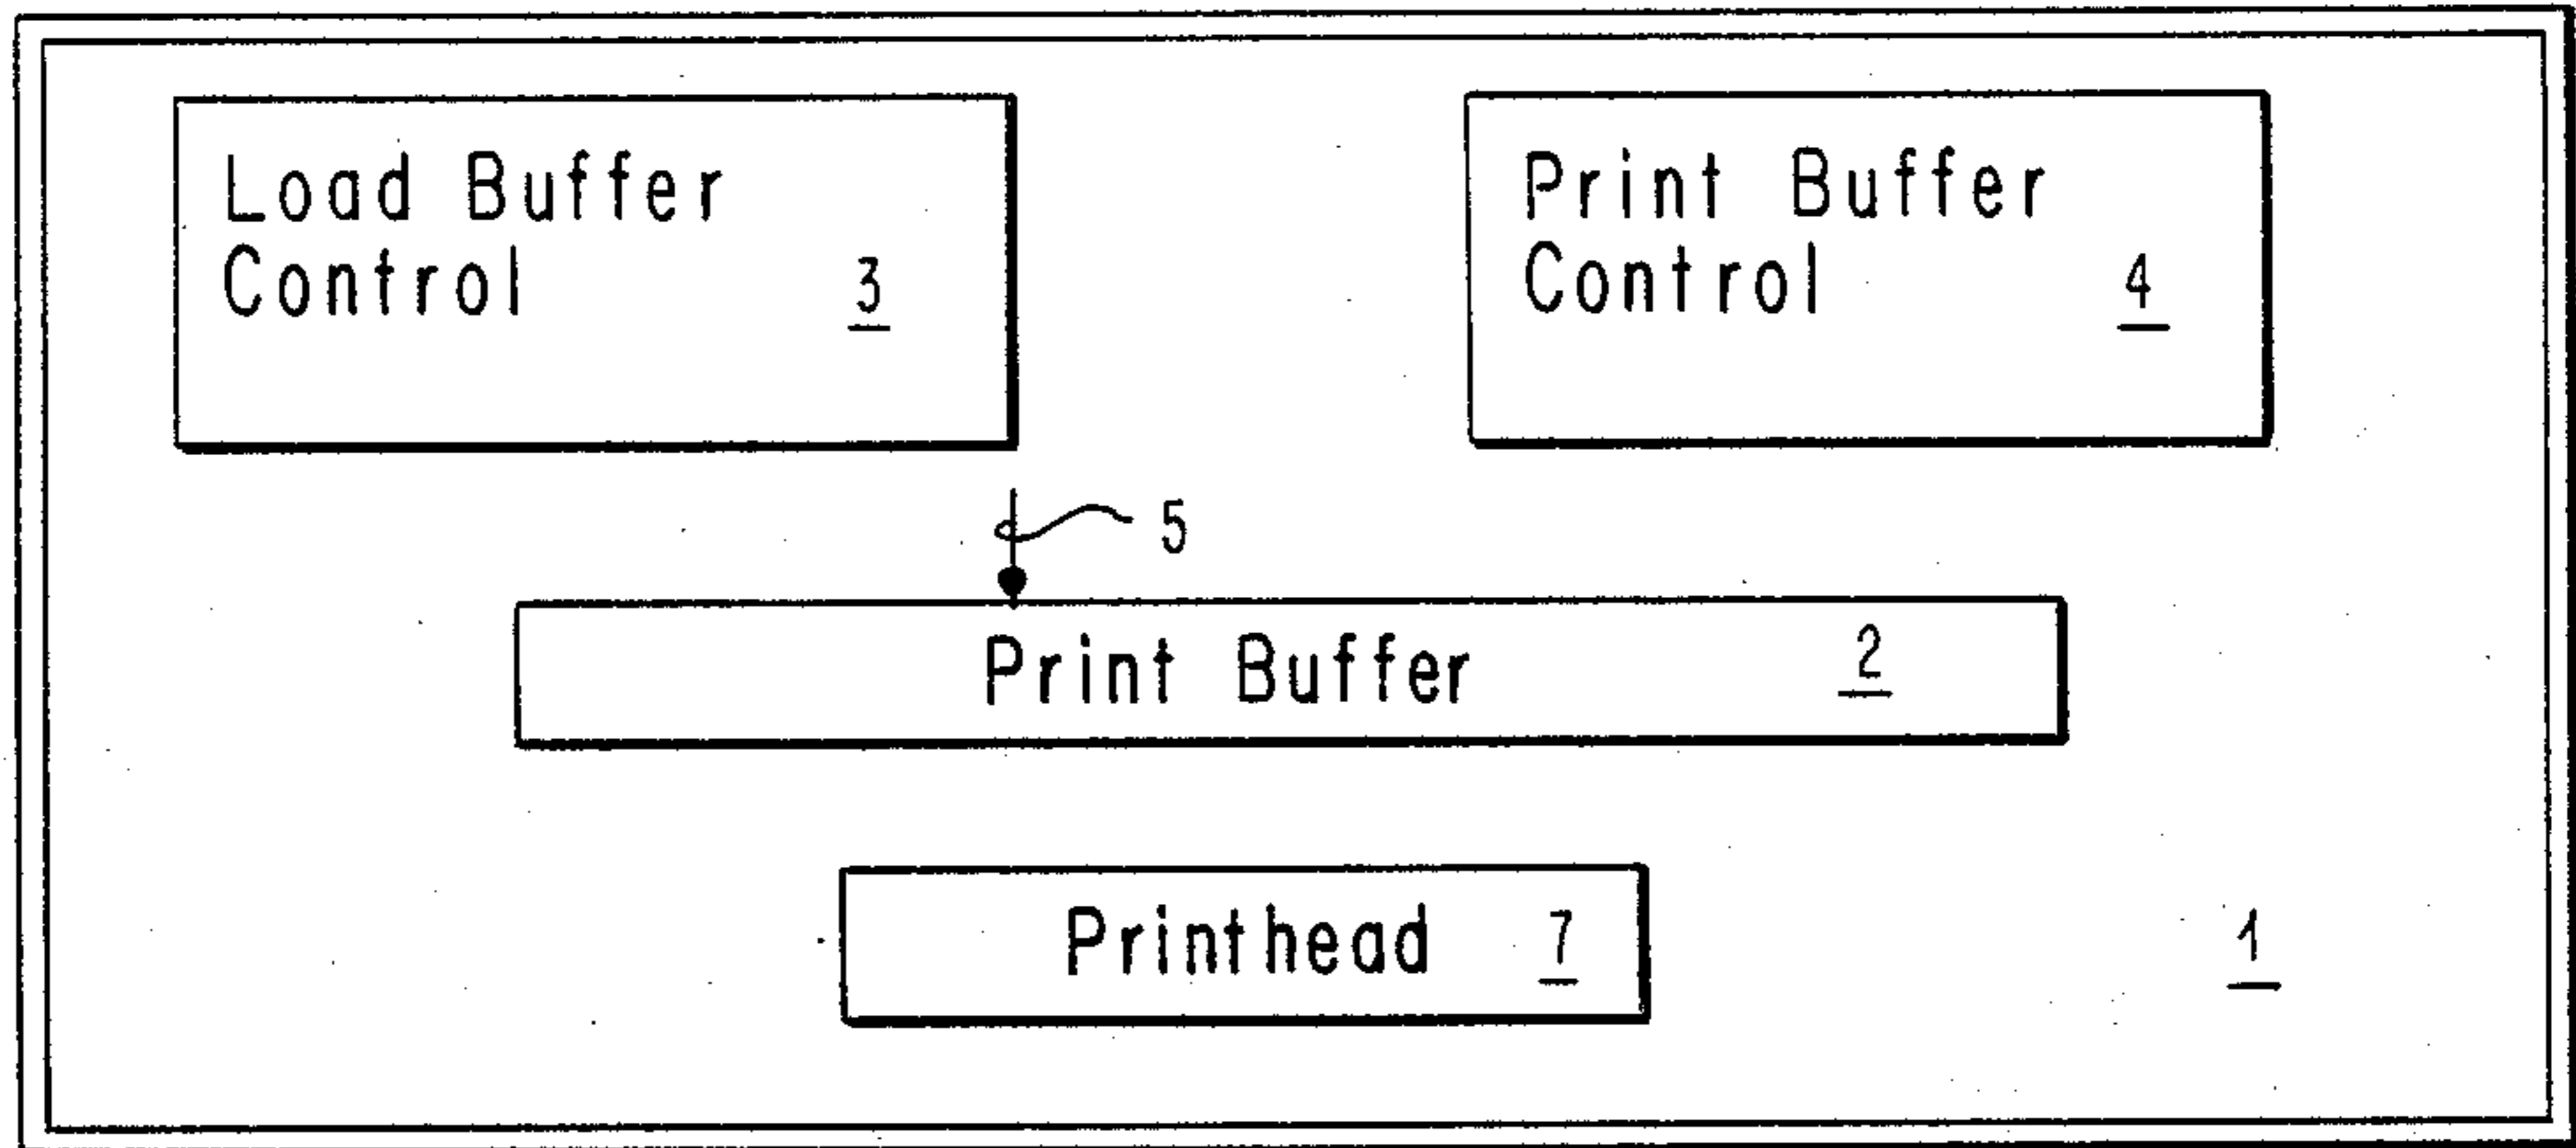 Load Buffer
Control 3
Print Buffer
Control 4
5
Print Buffer 2
Printhead 7
1